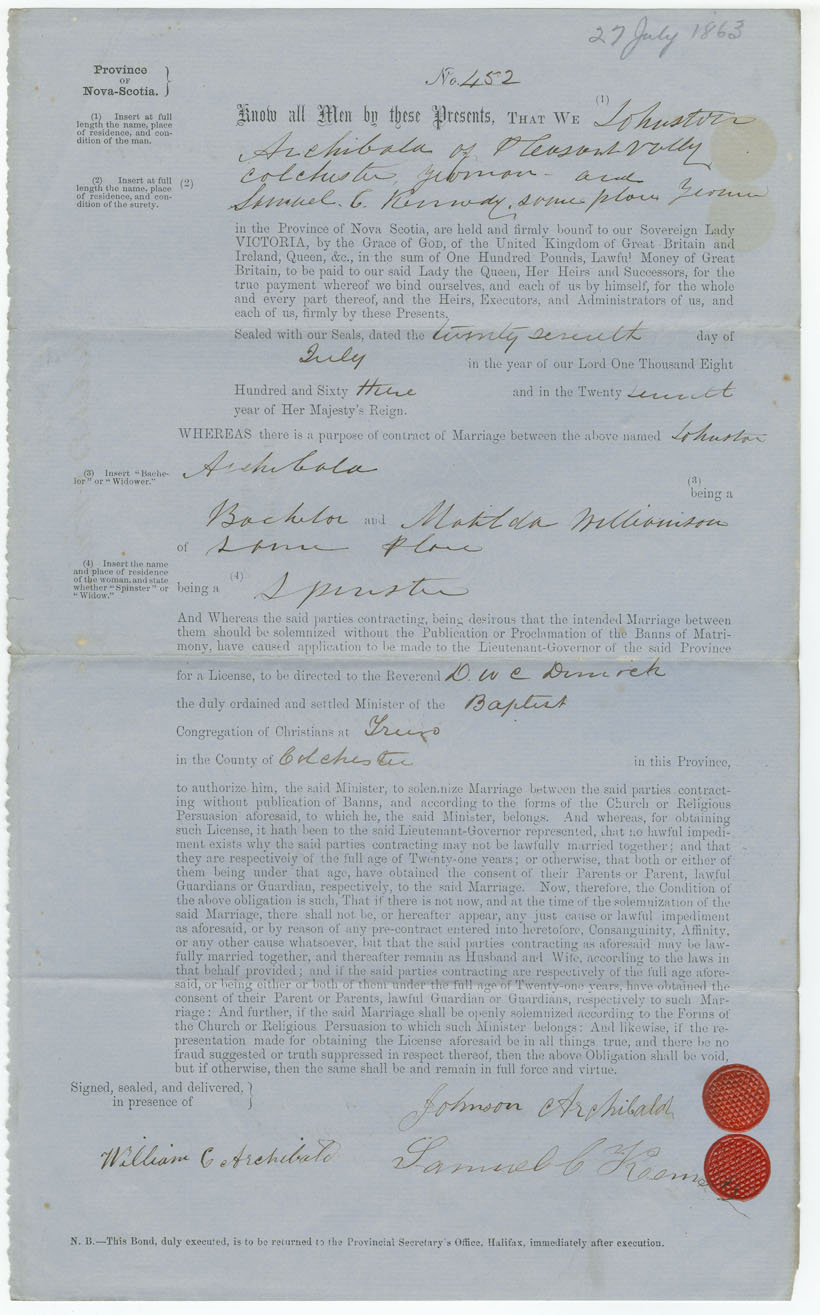 27 July 1863
Province
OF
Nova-Scotia.
No. 452
(1) Insert at full
length the name, place
of residence, and con-
dition of the man.
Know all Men by these Presents, THAT WE (1) Johnston
Archibald of Pleasant Vally
(2) Insert at full
length the name, place
of residence, and con-
dition of the surety.
(2) Colchester Yeoman - and
Samuel. C. Kennedy, same place Yeoman
in the Province of Nova Scotia, are held and firmly bound to our Sovereign Lady
VICTORIA, by the Grace of GOD, of the United Kingdom of Great Britain and
Ireland, Queen, &c., in the sum of One Hundred Pounds, Lawful Money of Great
Britain, to be paid to our said Lady the Queen, Her Heirs and Successors, for the
true payment whereof we bind ourselves, and each of us by himself, for the whole
and every part thereof, and the Heirs, Executors, and Administrators of us, and
each of us, firmly by these Presents.
Sealed with our Seals, dated the twenty seventh day of
July in the year of our Lord One Thousand Eight
Hundred and Sixty three and in the Twenty seventh
year of Her Majesty's Reign.
WHEREAS there is a purpose of contract of Marriage between the above named Johnston
Archibald
(3) Insert "Bache-
lor" or "Widower."
(3)
being a
Bachelor and Matilda Williamson
of same place
(4) Insert the name
and place of residence
of the woman, and state
whether "Spinster" or
"Widow."
being a (4) Spinster
And Whereas the said parties contracting, being desirous that the intended Marriage between
them should be solemnized without the Publication or Proclamation of the Banns of Matri-
mony, have caused application to be made to the Lieutenant-Governor of the said Province
for a License, to be directed to the Reverend D. W C Dimock
the duly ordained and settled Minister of the Baptist
Congregation of Christians at Truro
in the County of Colchester in this Province,
to authorize him, the said Minister, to solemnize Marriage between the said parties contract-
ing without publication of Banns, and according to the forms of the Church or Religious
Persuasion aforesaid, to which he, the said Minister, belongs. And whereas, for obtaining
such License, it hath been to the said Lieutenant-Governor represented, that no lawful impedi-
ment exists why the said parties contracting may not be lawfully married together; and that
they are respectively of the full age of Twenty-one years; or otherwise, that both or either of
them being under that age, have obtained the consent of their Parents or Parent, lawful
Guardians or Guardian, respectively, to the said Marriage. Now, therefore, the Condition of
the above obligation is such, That if there is not now, and at the time of the solemnization of the
said Marriage, there shall not be, or hereafter appear, any just cause or lawful impediment
as aforesaid, or by reason of any pre-contract entered into heretofore, Consanguinity, Affinity,
or any other cause whatsoever, but that the said parties contracting as aforesaid may be law-
fully married together, and thereafter remain as Husband and Wife, according to the laws in
that behalf provided; and if the said parties contracting are respectively of the full age afore-
said, or being either or both of them under the full age of Twenty-one years, have obtained the
consent of their Parent or Parents, lawful Guardian or Guardians, respectively to such Mar-
riage: And further, if the said Marriage shall be openly solemnized according to the Forms of
the Church or Religious Persuasion to which such Minister belongs: And likewise, if the re-
presentation made for obtaining the License aforesaid be in all things true, and there be no
fraud suggested or truth suppressed in respect thereof, then the above Obligation shall be void,
but if otherwise, then the same shall be and remain in full force and virtue.
Signed, sealed, and delivered,
in presence of
Johnson Archibald
William C Archibald
Samuel C Kennedy
N. B.—This Bond, duly executed, is to be returned to the Provincial Secretary's Office, Halifax, immediately after execution.